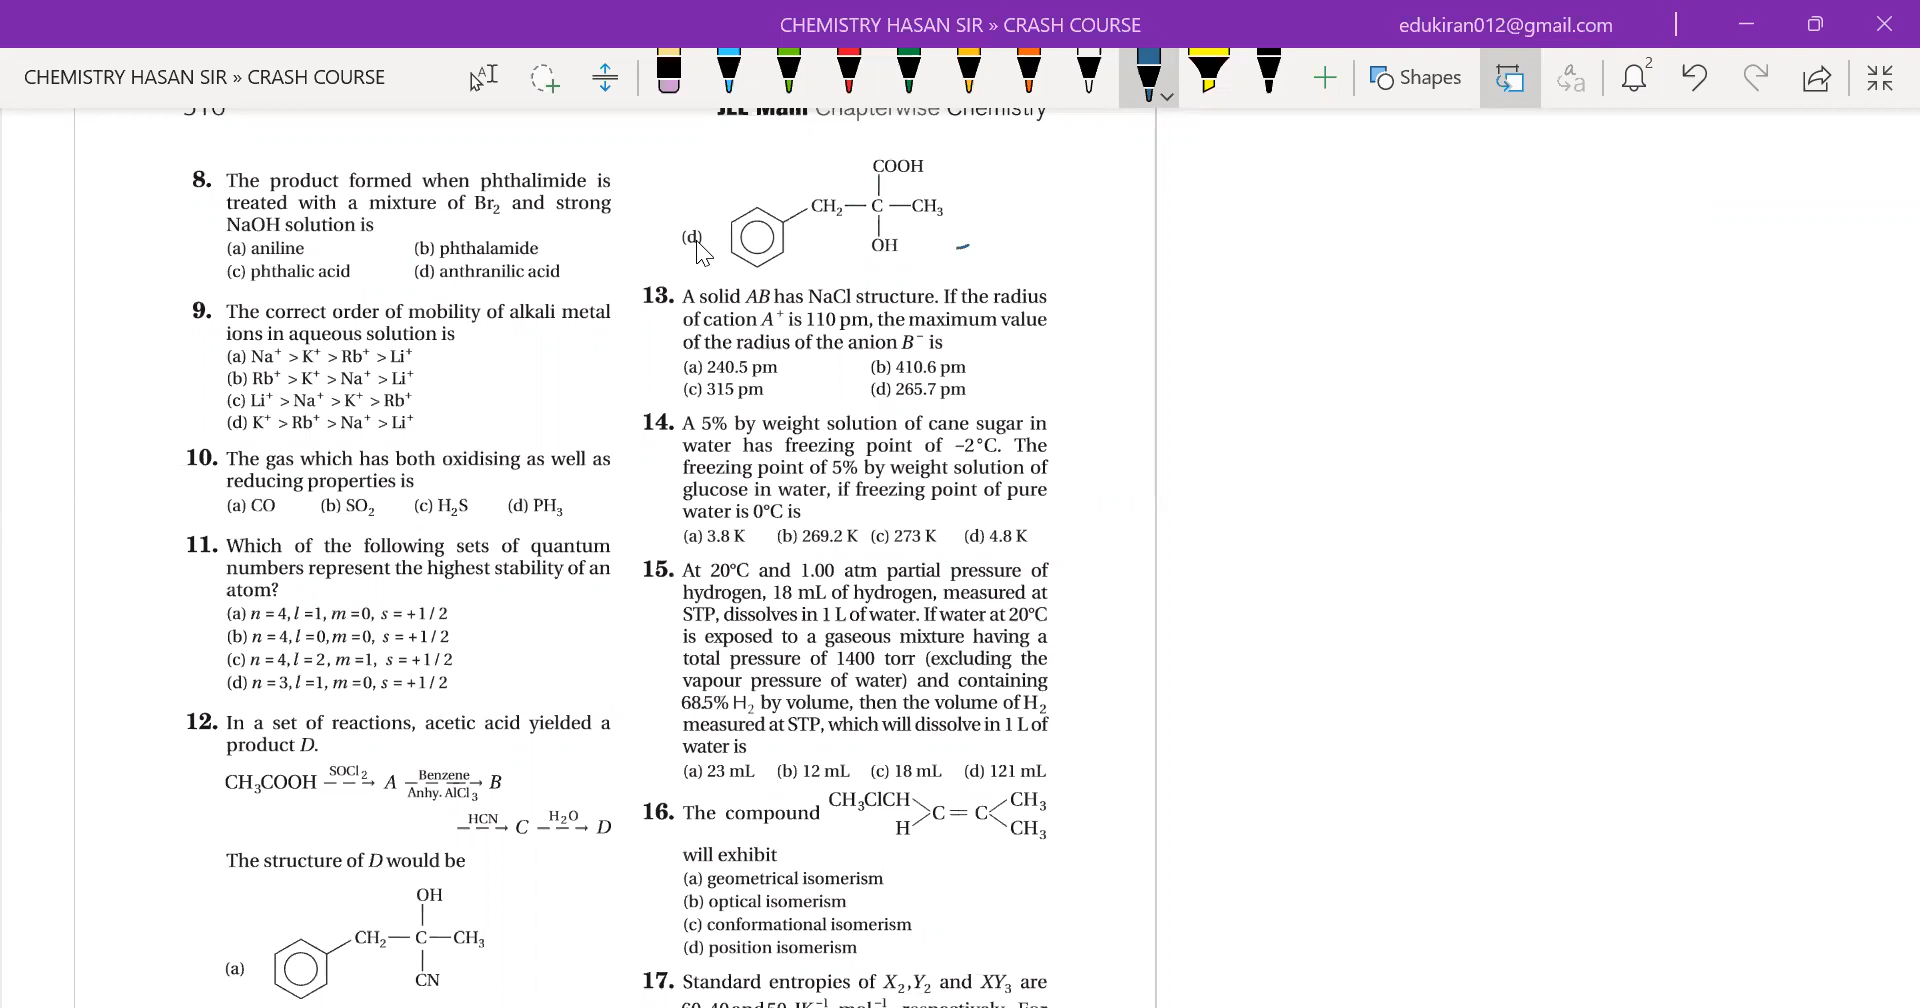 CHEMISTRY HASAN SIR » CRASH COURSE
edukiran012@gmail.com
CHEMISTRY HASAN SIR » CRASH COURSE
Shapes
2
JEE Main Chapterwise Chemistry
8. The product formed when phthalimide is
treated with a mixture of Br₂ and strong
NaOH solution is
(a) aniline (b) phthalamide
(c) phthalic acid (d) anthranilic acid
9. The correct order of mobility of alkali metal
ions in aqueous solution is
(a) Na⁺ > K⁺ > Rb⁺ > Li⁺
(b) Rb⁺ > K⁺ > Na⁺ > Li⁺
(c) Li⁺ > Na⁺ > K⁺ > Rb⁺
(d) K⁺ > Rb⁺ > Na⁺ > Li⁺
10. The gas which has both oxidising as well as
reducing properties is
(a) CO (b) SO₂ (c) H₂S (d) PH₃
11. Which of the following sets of quantum
numbers represent the highest stability of an
atom?
(a) n = 4, l = 1, m = 0, s = +1/2
(b) n = 4, l = 0, m = 0, s = +1/2
(c) n = 4, l = 2, m = 1, s = +1/2
(d) n = 3, l = 1, m = 0, s = +1/2
12. In a set of reactions, acetic acid yielded a
product D.
SOCl₂ Benzene
CH₃COOH → A → B
Anhy. AlCl₃
HCN H₂O
→ C → D
The structure of D would be
OH
CH₂—C—CH₃
(a)
CN
COOH
CH₂—C—CH₃
(d)
OH
13. A solid AB has NaCl structure. If the radius
of cation A⁺ is 110 pm, the maximum value
of the radius of the anion B⁻ is
(a) 240.5 pm (b) 410.6 pm
(c) 315 pm (d) 265.7 pm
14. A 5% by weight solution of cane sugar in
water has freezing point of –2°C. The
freezing point of 5% by weight solution of
glucose in water, if freezing point of pure
water is 0°C is
(a) 3.8 K (b) 269.2 K (c) 273 K (d) 4.8 K
15. At 20°C and 1.00 atm partial pressure of
hydrogen, 18 mL of hydrogen, measured at
STP, dissolves in 1 L of water. If water at 20°C
is exposed to a gaseous mixture having a
total pressure of 1400 torr (excluding the
vapour pressure of water) and containing
68.5% H₂ by volume, then the volume of H₂
measured at STP, which will dissolve in 1 L of
water is
(a) 23 mL (b) 12 mL (c) 18 mL (d) 121 mL
CH₃ClCH CH₃
16. The compound C=C
H CH₃
will exhibit
(a) geometrical isomerism
(b) optical isomerism
(c) conformational isomerism
(d) position isomerism
17. Standard entropies of X₂, Y₂ and XY₃ are